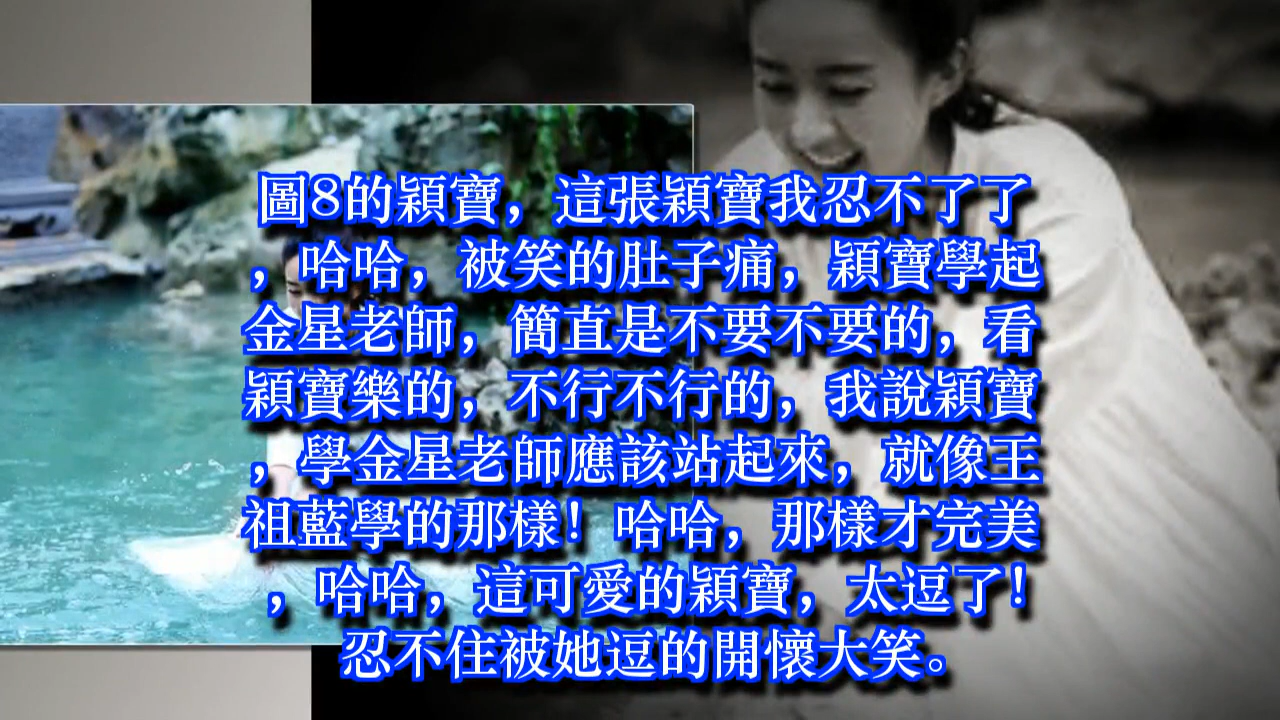 圖8的穎寶，這張穎寶我忍不了了
，哈哈，被笑的肚子痛，穎寶學起
金星老師，簡直是不要不要的，看
穎寶樂的，不行不行的，我說穎寶
，學金星老師應該站起來，就像王
祖藍學的那樣！哈哈，那樣才完美
，哈哈，這可愛的穎寶，太逗了！
忍不住被她逗的開懷大笑。